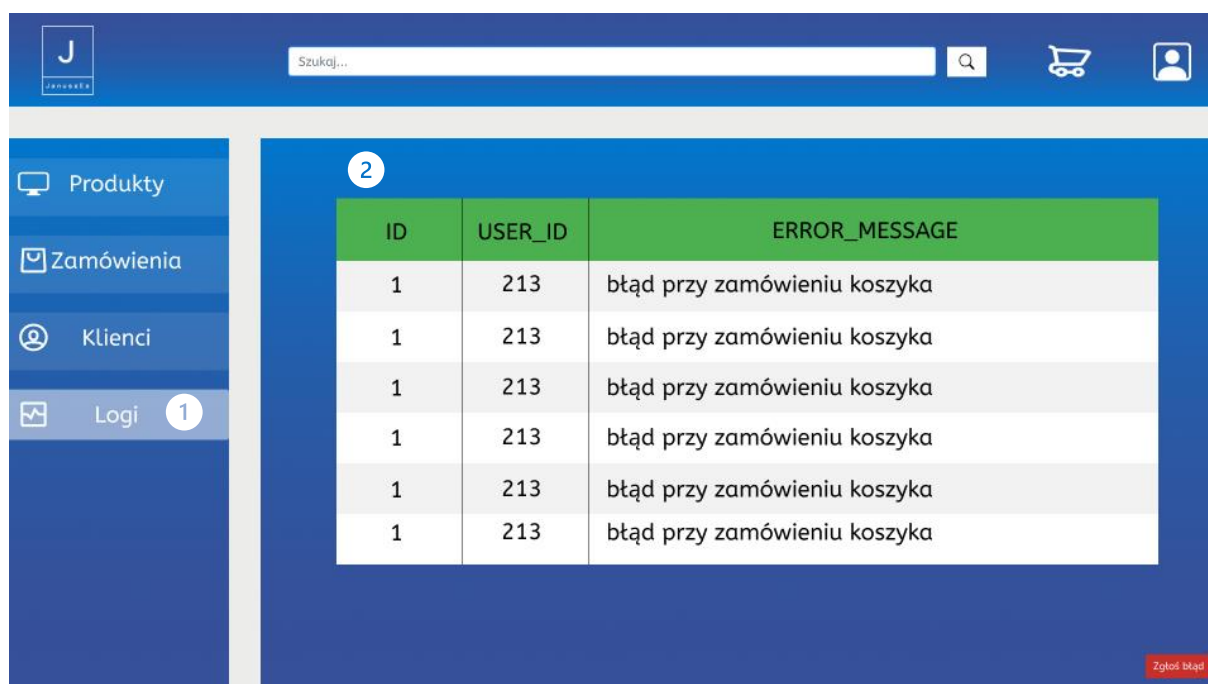 J
JanuszEx
Szukaj...
Produkty
Zamówienia
Klienci
Logi 1
2
ID USER_ID ERROR_MESSAGE
1 213 błąd przy zamówieniu koszyka
1 213 błąd przy zamówieniu koszyka
1 213 błąd przy zamówieniu koszyka
1 213 błąd przy zamówieniu koszyka
1 213 błąd przy zamówieniu koszyka
1 213 błąd przy zamówieniu koszyka
Zgłoś błąd